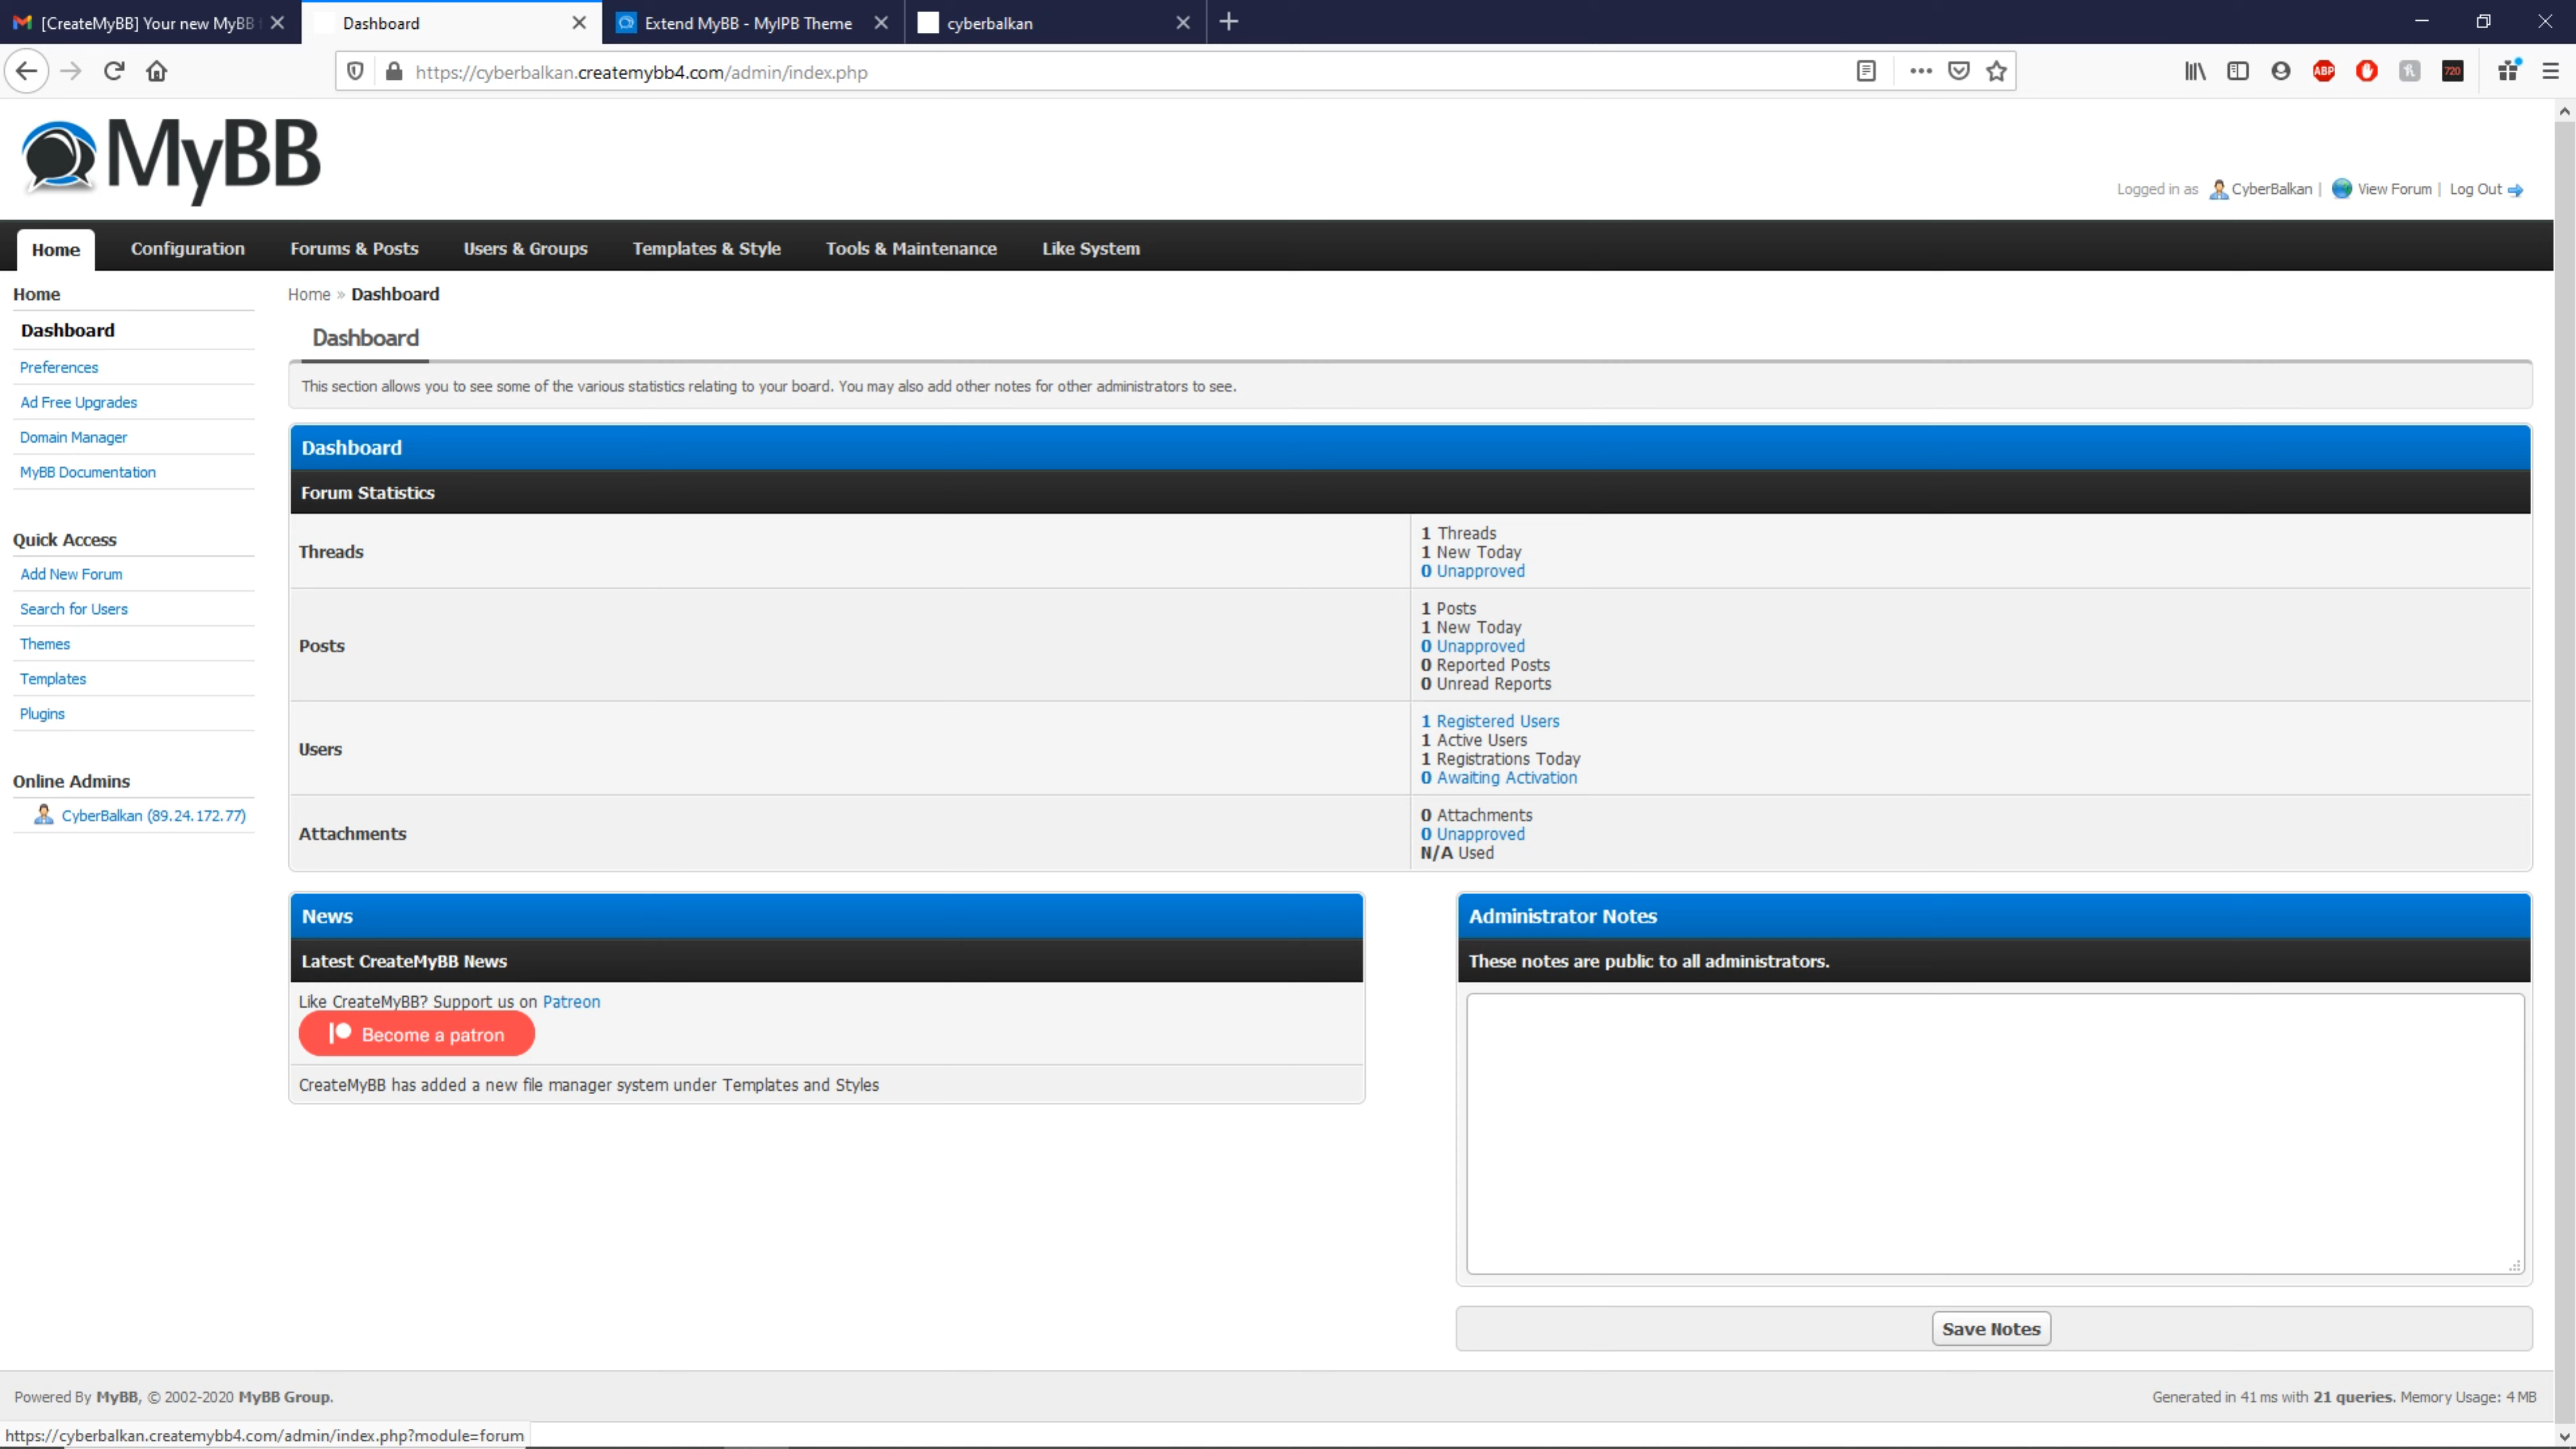 [CreateMyBB] Your new MyBB
Dashboard
Extend MyBB - MyIPB Theme
cyberbalkan
https://cyberbalkan.createmybb4.com/admin/index.php
ABP
720
MyBB
Logged in as CyberBalkan | View Forum | Log Out
Home
Configuration
Forums & Posts
Users & Groups
Templates & Style
Tools & Maintenance
Like System
Home
Dashboard
Preferences
Ad Free Upgrades
Domain Manager
MyBB Documentation
Quick Access
Add New Forum
Search for Users
Themes
Templates
Plugins
Online Admins
CyberBalkan (89.24.172.77)
Home » Dashboard
Dashboard
This section allows you to see some of the various statistics relating to your board. You may also add other notes for other administrators to see.
Dashboard
Forum Statistics
Threads
1 Threads
1 New Today
0 Unapproved
Posts
1 Posts
1 New Today
0 Unapproved
0 Reported Posts
0 Unread Reports
Users
1 Registered Users
1 Active Users
1 Registrations Today
0 Awaiting Activation
Attachments
0 Attachments
0 Unapproved
N/A Used
News
Latest CreateMyBB News
Like CreateMyBB? Support us on Patreon
Become a patron
CreateMyBB has added a new file manager system under Templates and Styles
Administrator Notes
These notes are public to all administrators.
Save Notes
Powered By MyBB, © 2002-2020 MyBB Group.
Generated in 41 ms with 21 queries. Memory Usage: 4 MB
https://cyberbalkan.createmybb4.com/admin/index.php?module=forum